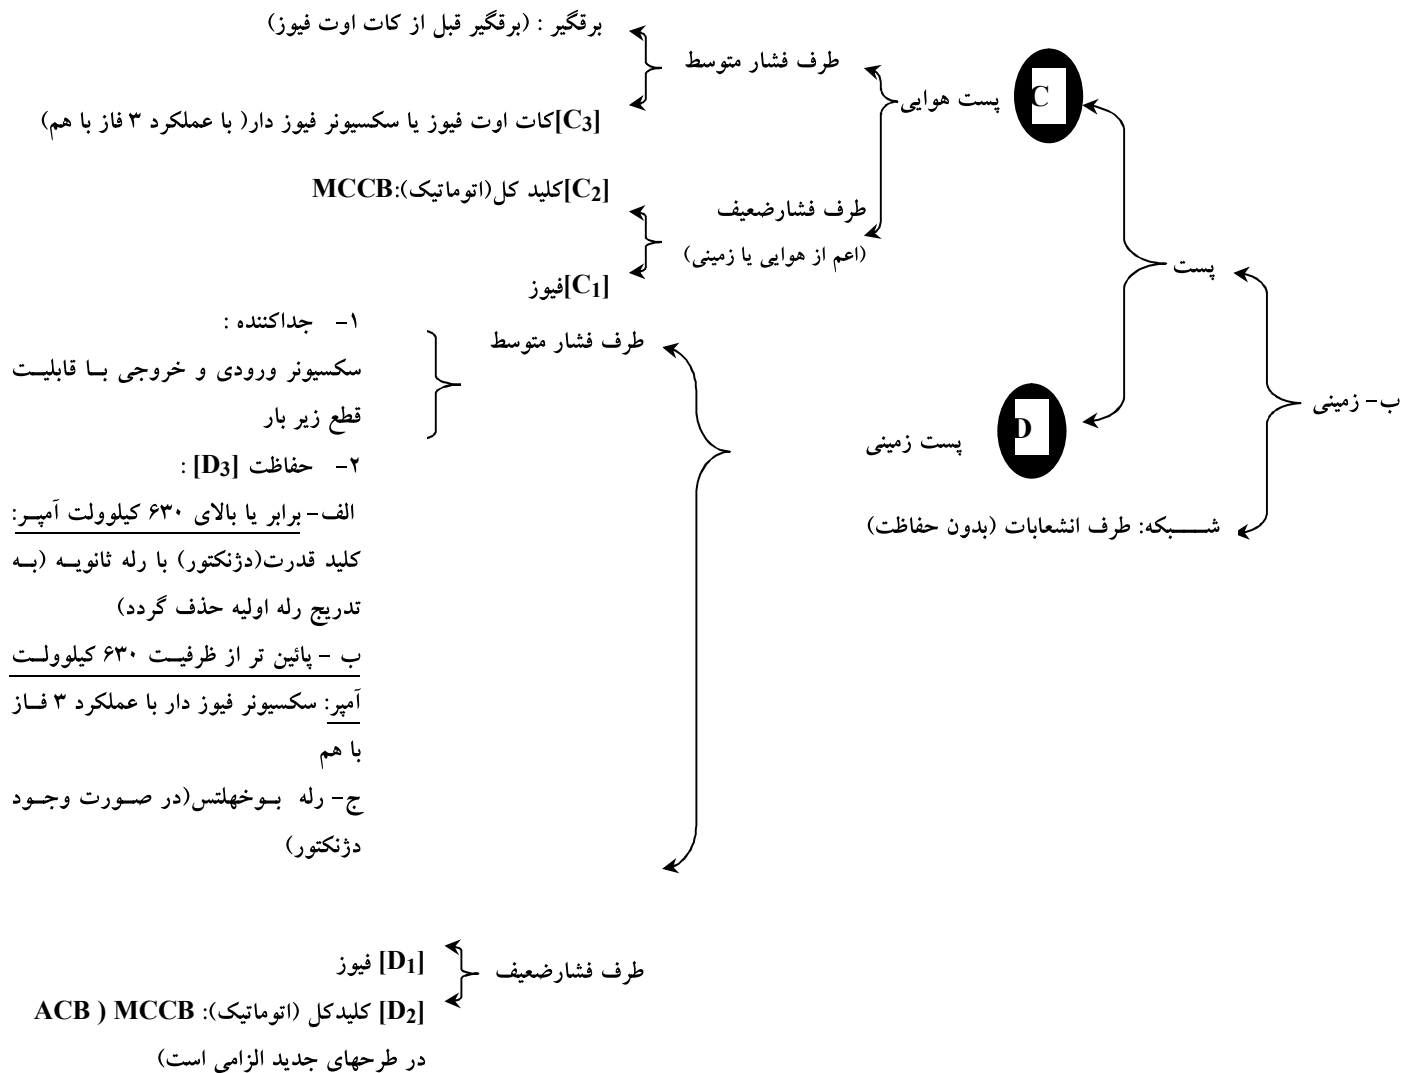 ب- زمینی
پست
شبکه: طرف انشعابات (بدون حفاظت)
C
پست هوایی
طرف فشار متوسط
برقگیر : (برقگیر قبل از کات اوت فیوز)
[C3]کات اوت فیوز یا سکسیونر فیوز دار( با عملکرد ۳ فاز با هم)
طرف فشارضعیف
(اعم از هوایی یا زمینی)
[C2]کلید کل(اتوماتیک):MCCB
[C1]فیوز
D
پست زمینی
طرف فشار متوسط
۱- جداکننده :
سکسیونر ورودی و خروجی با قابلیت
قطع زیر بار
۲- حفاظت [D3] :
الف- برابر یا بالای ۶۳۰ کیلوولت آمپر:
کلید قدرت(دژنکتور) با رله ثانویه (به
تدریج رله اولیه حذف گردد)
ب - پائین تر از ظرفیت ۶۳۰ کیلوولت
آمپر: سکسیونر فیوز دار با عملکرد ۳ فاز
با هم
ج- رله بوخهلتس(در صورت وجود
دژنکتور)
طرف فشارضعیف
[D1] فیوز
[D2] کلیدکل (اتوماتیک): ACB ) MCCB
در طرحهای جدید الزامی است)